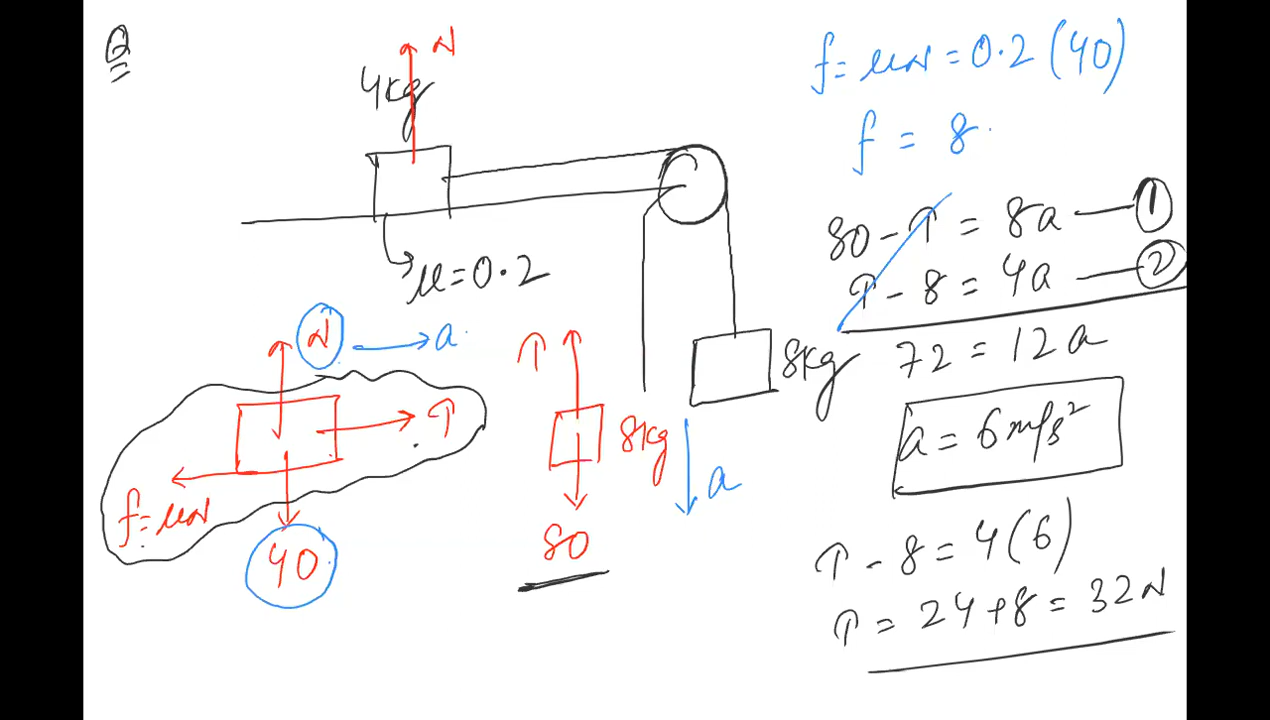 Q
N
4kg
μ=0.2
8kg
N
a
T
f=μN
40
T
8kg
80
a
f=μN=0.2(40)
f=8
80-T=8a—①
T-8=4a—②
72=12a
a=6m/s²
T-8=4(6)
T=24+8=32N